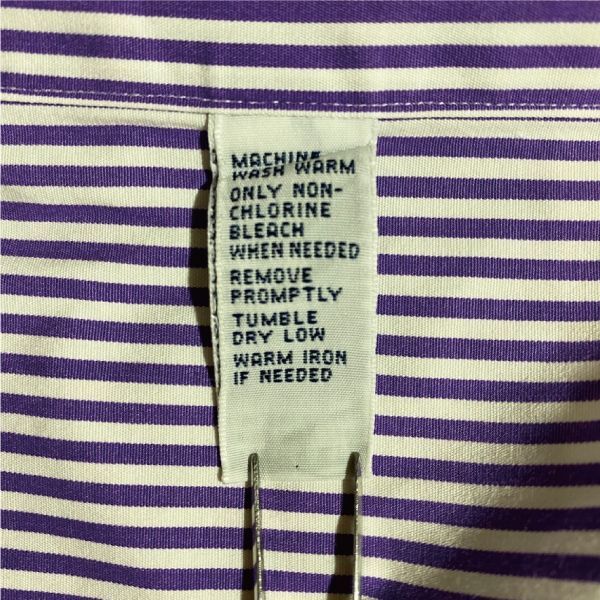 MACHINE
WASH WARM
ONLY NON-
CHLORINE
BLEACH
WHEN NEEDED
REMOVE
PROMPTLY
TUMBLE
DRY LOW
WARM IRON
IF NEEDED